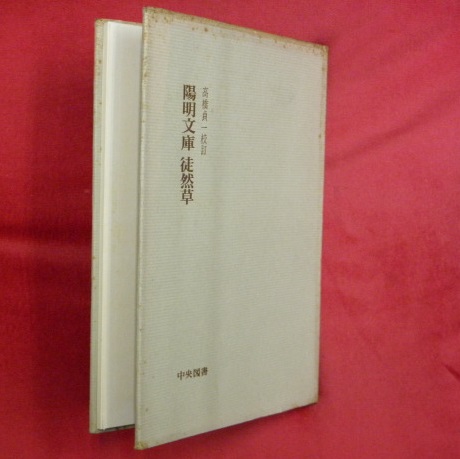 高橋貞一校訂
陽明文庫 徒然草
中央図書